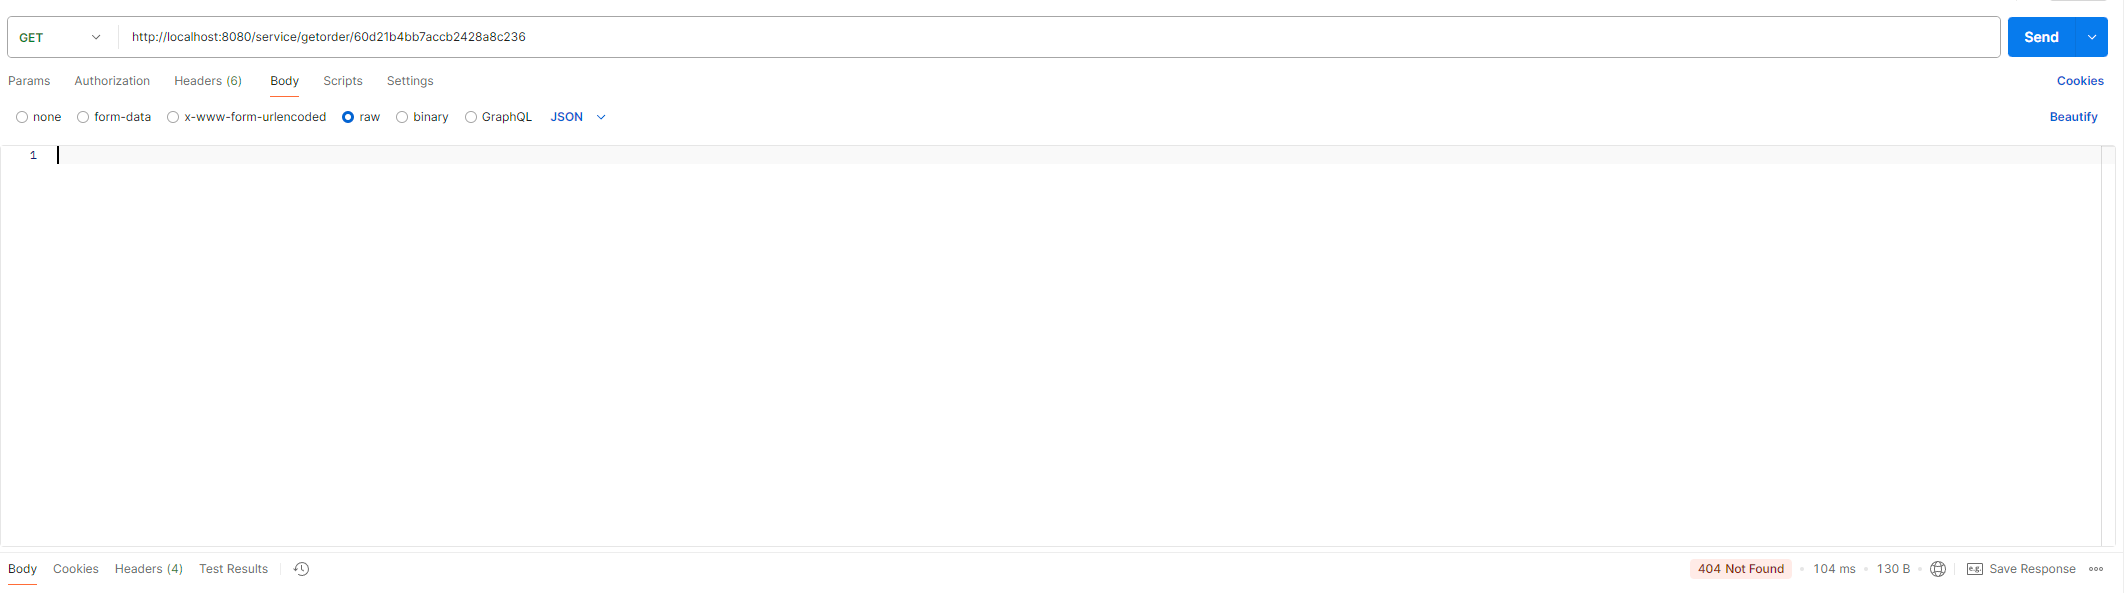 GET http://localhost:8080/service/getorder/60d21b4bb7accb2428a8c236 Send
Params Authorization Headers (6) Body Scripts Settings Cookies
none form-data x-www-form-urlencoded raw binary GraphQL JSON Beautify
1
Body Cookies Headers (4) Test Results 404 Not Found 104 ms 130 B e.g. Save Response